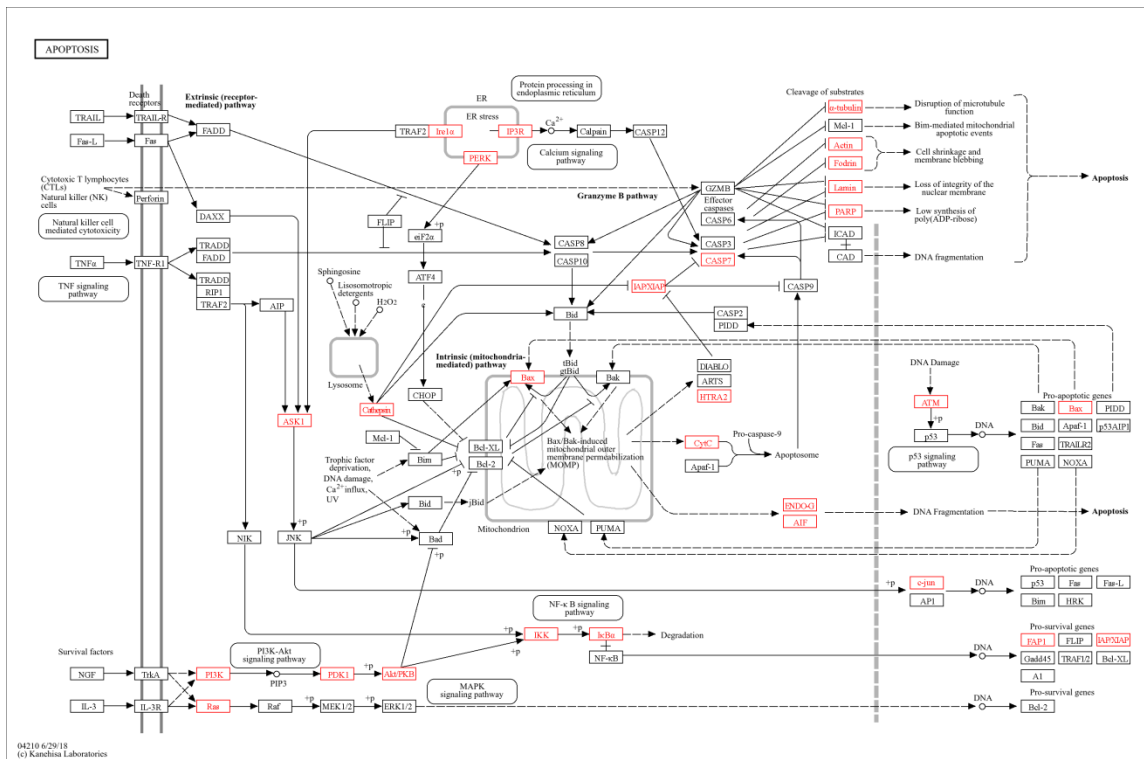 APOPTOSIS
Death
receptors
Extrinsic (receptor-
mediated) pathway
TRAIL
TRAIL-R
Fas-L
Fas
FADD
TRAF2
Ire1α
ER
ER stress
IP3R
PERK
Ca2+
Calpain
CASP12
Protein processing in
endoplasmic reticulum
Calcium signaling
pathway
Cleavage of substrates
α-tubulin
Mcl-1
Actin
Fodrin
Lamin
PARP
ICAD
CAD
Disruption of microtubule
function
Bim-mediated mitochondrial
apoptotic events
Cell shrinkage and
membrane blebbing
Loss of integrity of the
nuclear membrane
Low synthesis of
poly(ADP-ribose)
DNA fragmentation
Apoptosis
Cytotoxic T lymphocytes
(CTLs)
Natural killer (NK)
cells
Perforin
Natural killer cell
mediated cytotoxicity
DAXX
Granzyme B pathway
GZMB
Effector
caspases
CASP6
CASP3
CASP7
FLIP
+p
eiF2α
ATF4
CASP8
CASP10
TNFα
TNF-R1
TNF signaling
pathway
TRADD
FADD
TRADD
RIP1
TRAF2
AIP
Sphingosine
Lisosomotropic
detergents
H2O2
Lysosome
Cathepsin
IAP/XIAP
CASP9
Bid
CASP2
PIDD
Intrinsic (mitochondria-
mediated) pathway
tBid
gtBid
Bax
Bak
DIABLO
ARTS
HTRA2
CHOP
ASK1
Mcl-1
Bim
Bcl-XL
Bcl-2
+p
Bax/Bak-induced
mitochondrial outer
membrane permeabilization
(MOMP)
CytC
Apaf-1
Pro-caspase-9
Apoptosome
DNA Damage
ATM
+p
p53
DNA
p53 signaling
pathway
Pro-apoptotic genes
Bak
Bax
PIDD
Bid
Apaf-1
p53AIP1
Fas
TRAILR2
PUMA
NOXA
Trophic factor
deprivation,
DNA damage,
Ca2+influx,
UV
Bid
jBid
+p
Bad
+p
Mitochondrion
NOXA
PUMA
ENDO-G
AIF
DNA Fragmentation
Apoptosis
NIK
+p
JNK
+p
c-jun
AP1
DNA
Pro-apoptotic genes
p53
Fas
Fas-L
Bim
HRK
NF-κ B signaling
pathway
+p
IKK
+p
+p
IκBα
Degradation
NF-κB
DNA
Pro-survival genes
FAP1
FLIP
IAP/XIAP
Gadd45
TRAF1/2
Bcl-XL
A1
Survival factors
NGF
TrkA
PI3K
PI3K-Akt
signaling pathway
PIP3
+p
PDK1
+p
Akt/PKB
IL-3
IL-3R
Ras
Raf
+p
MEK1/2
+p
ERK1/2
MAPK
signaling pathway
DNA
Pro-survival genes
Bcl-2
04210 6/29/18
(c) Kanehisa Laboratories